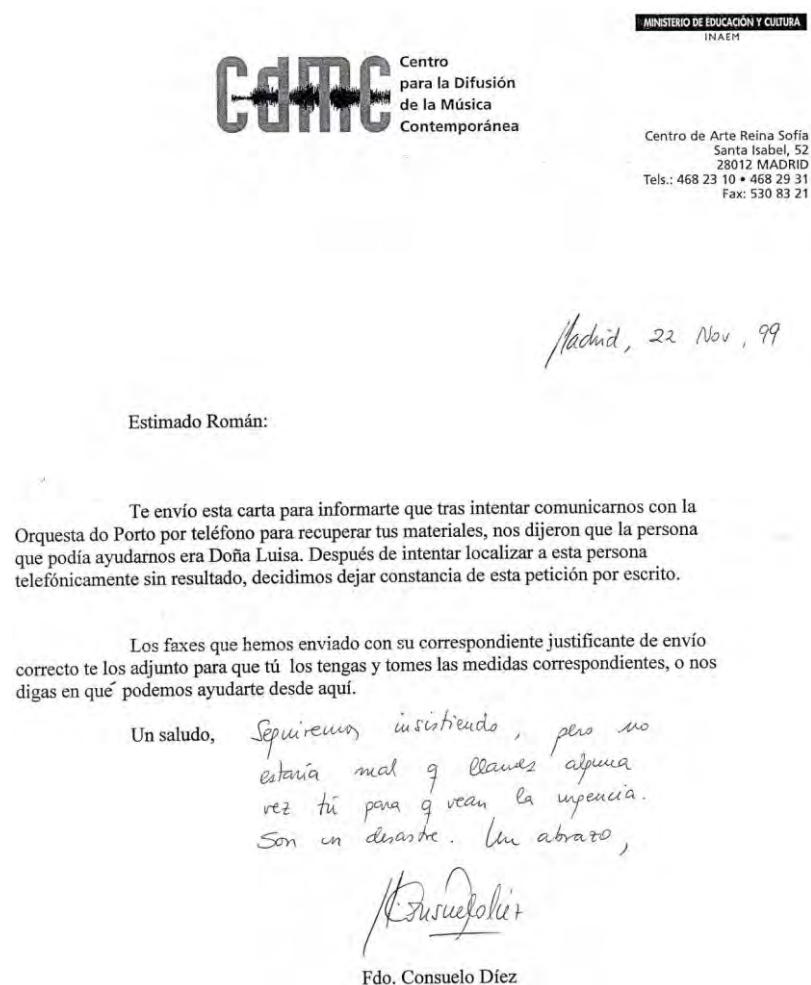 MINISTERIO DE EDUCACIÓN Y CULTURA
INAEM
CdMC
Centro
para la Difusión
de la Música
Contemporánea
Centro de Arte Reina Sofía
Santa Isabel, 52
28012 MADRID
Tels.: 468 23 10 • 468 29 31
Fax: 530 83 21
Madrid, 22 Nov, 99
Estimado Román:
Te envío esta carta para informarte que tras intentar comunicarnos con la
Orquesta do Porto por teléfono para recuperar tus materiales, nos dijeron que la persona
que podía ayudarnos era Doña Luisa. Después de intentar localizar a esta persona
telefónicamente sin resultado, decidimos dejar constancia de esta petición por escrito.
Los faxes que hemos enviado con su correspondiente justificante de envío
correcto te los adjunto para que tú los tengas y tomes las medidas correspondientes, o nos
digas en qué podemos ayudarte desde aquí.
Un saludo,
Seguiremos insistiendo, pero no
estaría mal q llames alguna
vez tú para q vean la urgencia.
Son un desastre. Un abrazo,
Consuelo Díez
Fdo. Consuelo Díez